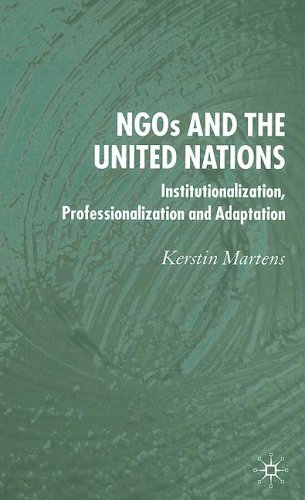 NGOs AND THE
UNITED NATIONS
Institutionalization,
Professionalization and Adaptation
Kerstin Martens